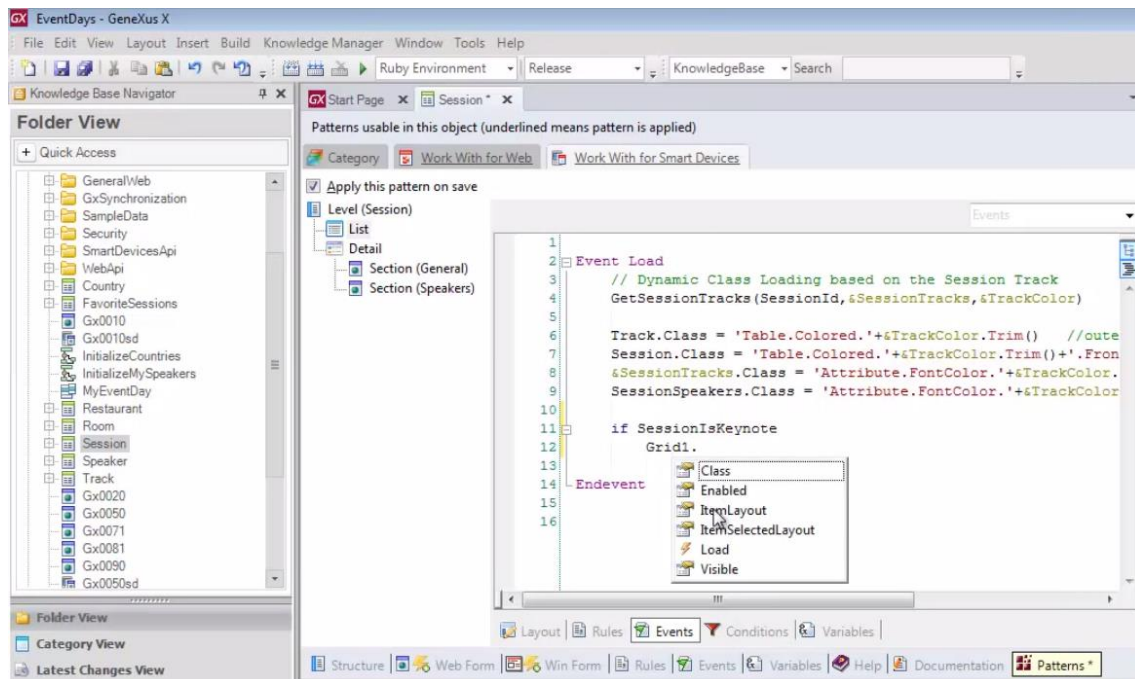 EventDays - GeneXus X
File Edit View Layout Insert Build Knowledge Manager Window Tools Help
Ruby Environment Release KnowledgeBase Search
Knowledge Base Navigator
Folder View
+ Quick Access
GeneralWeb
GxSynchronization
SampleData
Security
SmartDevicesApi
WebApi
Country
FavoriteSessions
Gx0010
Gx0010sd
InitializeCountries
InitializeMySpeakers
MyEventDay
Restaurant
Room
Session
Speaker
Track
Gx0020
Gx0050
Gx0071
Gx0081
Gx0090
Gx0050sd
Folder View
Category View
Latest Changes View
GX Start Page Session *
Patterns usable in this object (underlined means pattern is applied)
Category Work With for Web Work With for Smart Devices
Apply this pattern on save
Level (Session)
List
Detail
Section (General)
Section (Speakers)
Events
1
2 Event Load
3 // Dynamic Class Loading based on the Session Track
4 GetSessionTracks(SessionId,&SessionTracks,&TrackColor)
5
6 Track.Class = 'Table.Colored.'+&TrackColor.Trim() //oute
7 Session.Class = 'Table.Colored.'+&TrackColor.Trim()+'.Fron
8 &SessionTracks.Class = 'Attribute.FontColor.'+&TrackColor.
9 SessionSpeakers.Class = 'Attribute.FontColor.'+&TrackColor
10
11 if SessionIsKeynote
12 Grid1.
13
14 Endevent
15
16
Class
Enabled
ItemLayout
ItemSelectedLayout
Load
Visible
Layout Rules Events Conditions Variables
Structure Web Form Win Form Rules Events Variables Help Documentation Patterns *